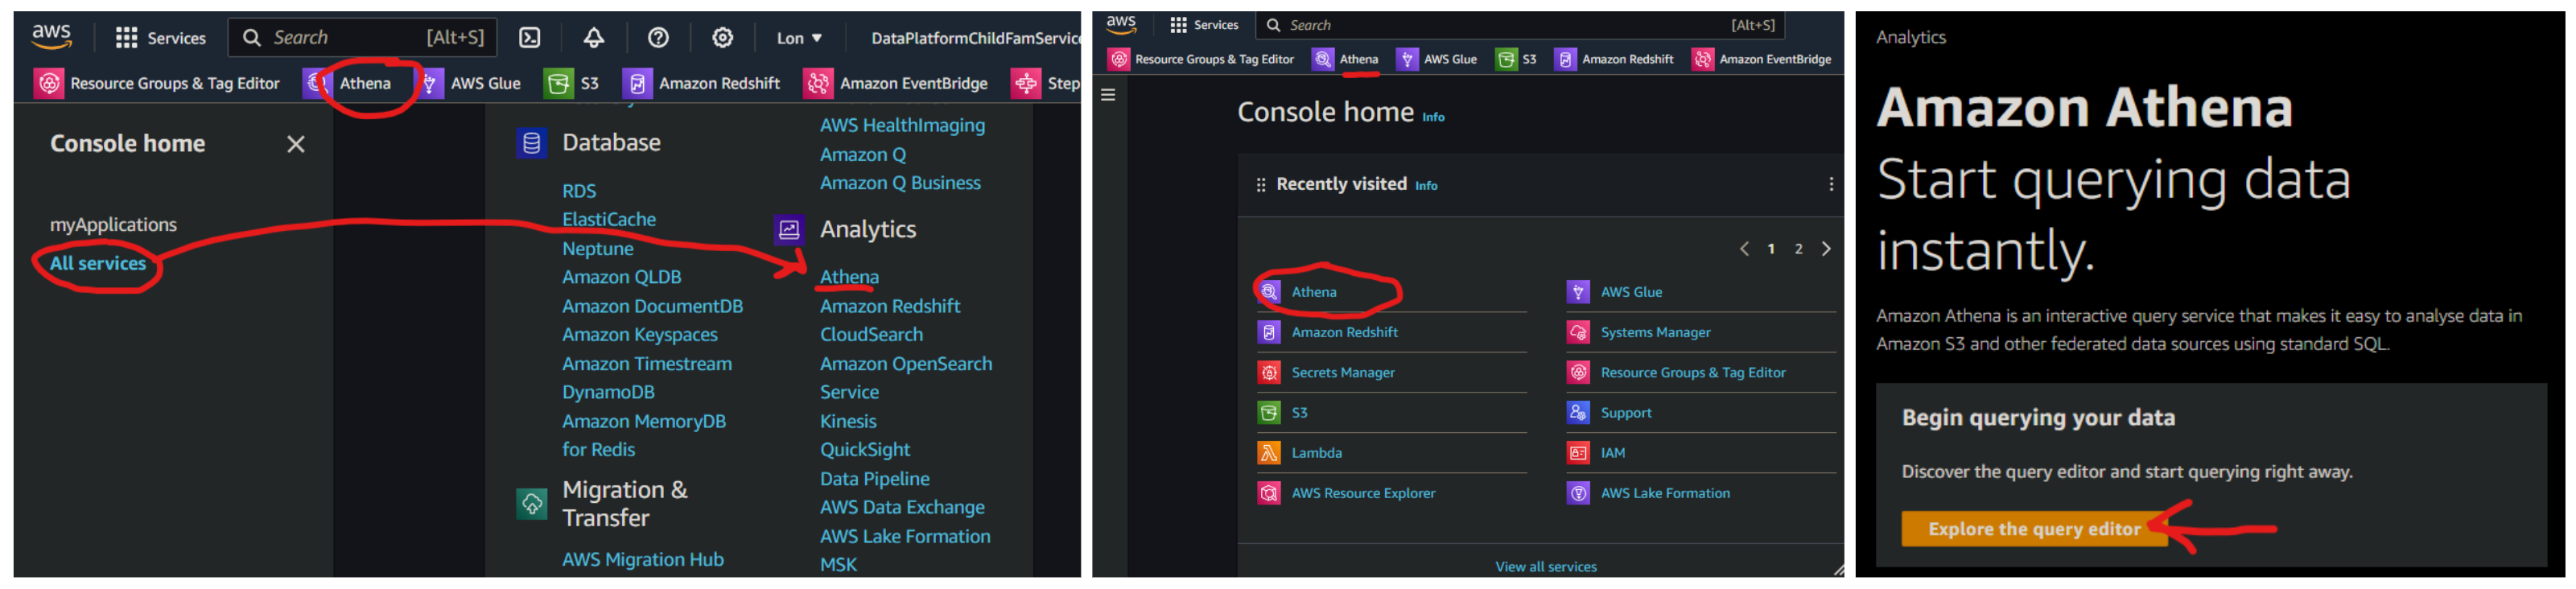 aws
Services
Search
[Alt+S]
Lon ▼
DataPlatformChildFamService
Resource Groups & Tag Editor
Athena
AWS Glue
S3
Amazon Redshift
Amazon EventBridge
Step
Console home
myApplications
All services
Database
RDS
ElastiCache
Neptune
Amazon QLDB
Amazon DocumentDB
Amazon Keyspaces
Amazon Timestream
DynamoDB
Amazon MemoryDB
for Redis
Migration &
Transfer
AWS Migration Hub
AWS HealthImaging
Amazon Q
Amazon Q Business
Analytics
Athena
Amazon Redshift
CloudSearch
Amazon OpenSearch
Service
Kinesis
QuickSight
Data Pipeline
AWS Data Exchange
AWS Lake Formation
MSK
aws
Services
Search
[Alt+S]
Resource Groups & Tag Editor
Athena
AWS Glue
S3
Amazon Redshift
Amazon EventBridge
Console home Info
Recently visited Info
1 2
Athena
AWS Glue
Amazon Redshift
Systems Manager
Secrets Manager
Resource Groups & Tag Editor
S3
Support
Lambda
IAM
AWS Resource Explorer
AWS Lake Formation
View all services
Analytics
Amazon Athena
Start querying data
instantly.
Amazon Athena is an interactive query service that makes it easy to analyse data in
Amazon S3 and other federated data sources using standard SQL.
Begin querying your data
Discover the query editor and start querying right away.
Explore the query editor